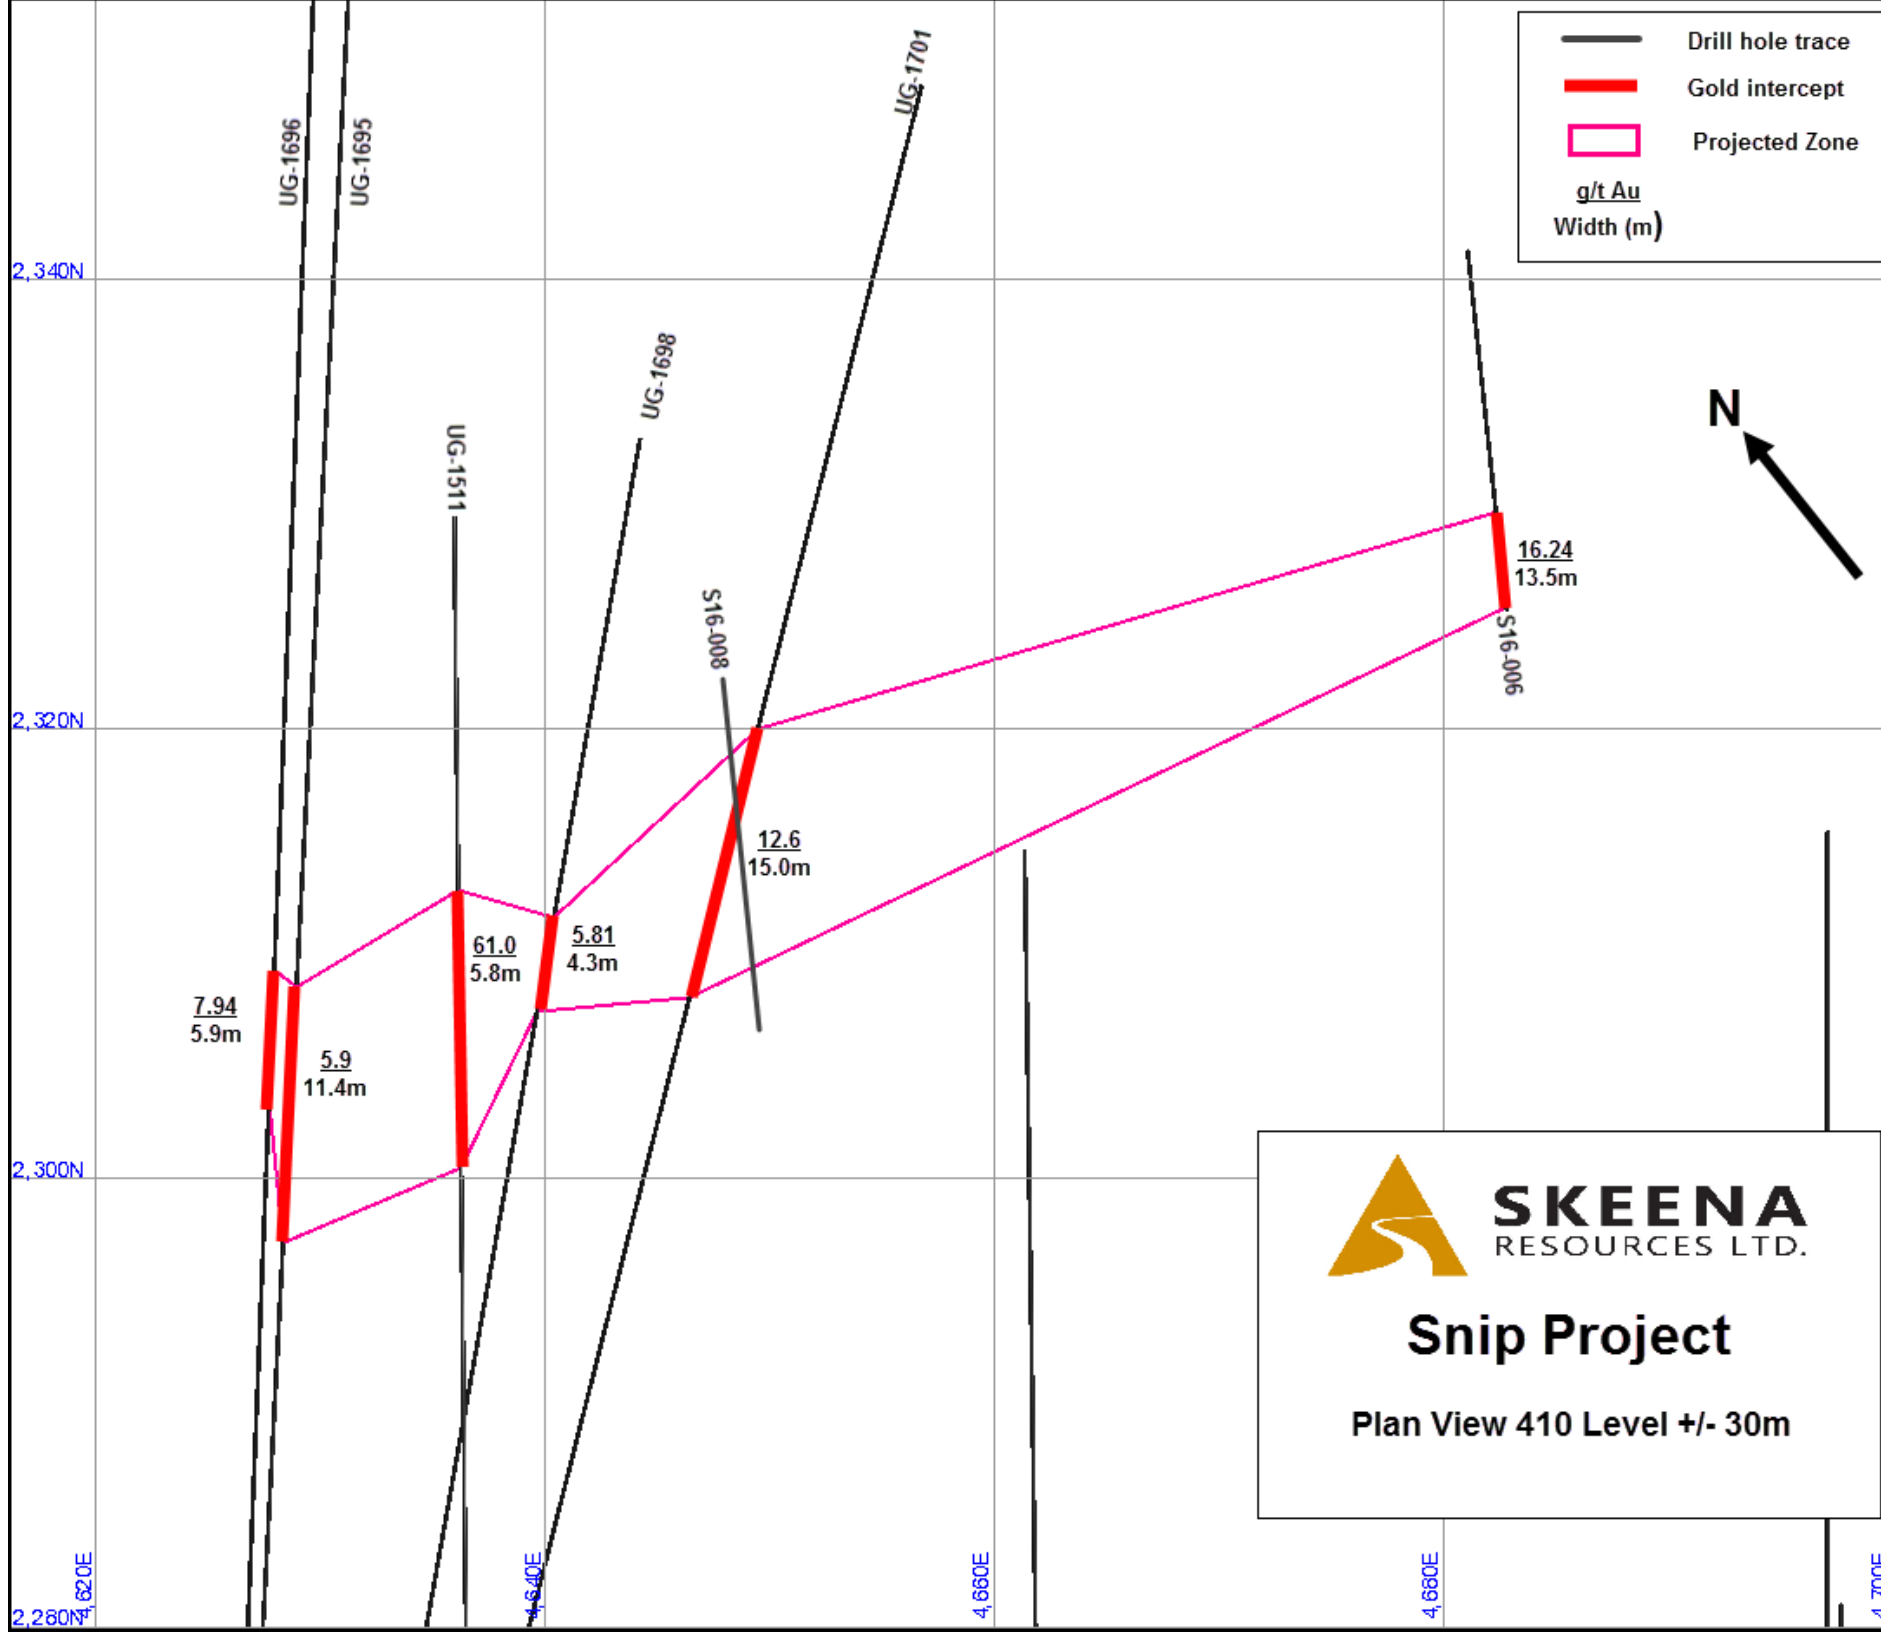 Drill hole trace
Gold intercept
Projected Zone
g/t Au
Width (m)
UG-1696
UG-1695
UG-1701
2,340N
UG-1698
N
UG-1511
16.24
13.5m
S16-008
S16-006
2,320N
12.6
15.0m
61.0
5.8m
5.81
4.3m
7.94
5.9m
5.9
11.4m
2,300N
SKEENA
RESOURCES LTD.
Snip Project
Plan View 410 Level +/- 30m
4,620E
4,640E
4,660E
4,680E
4,700E
2,280N